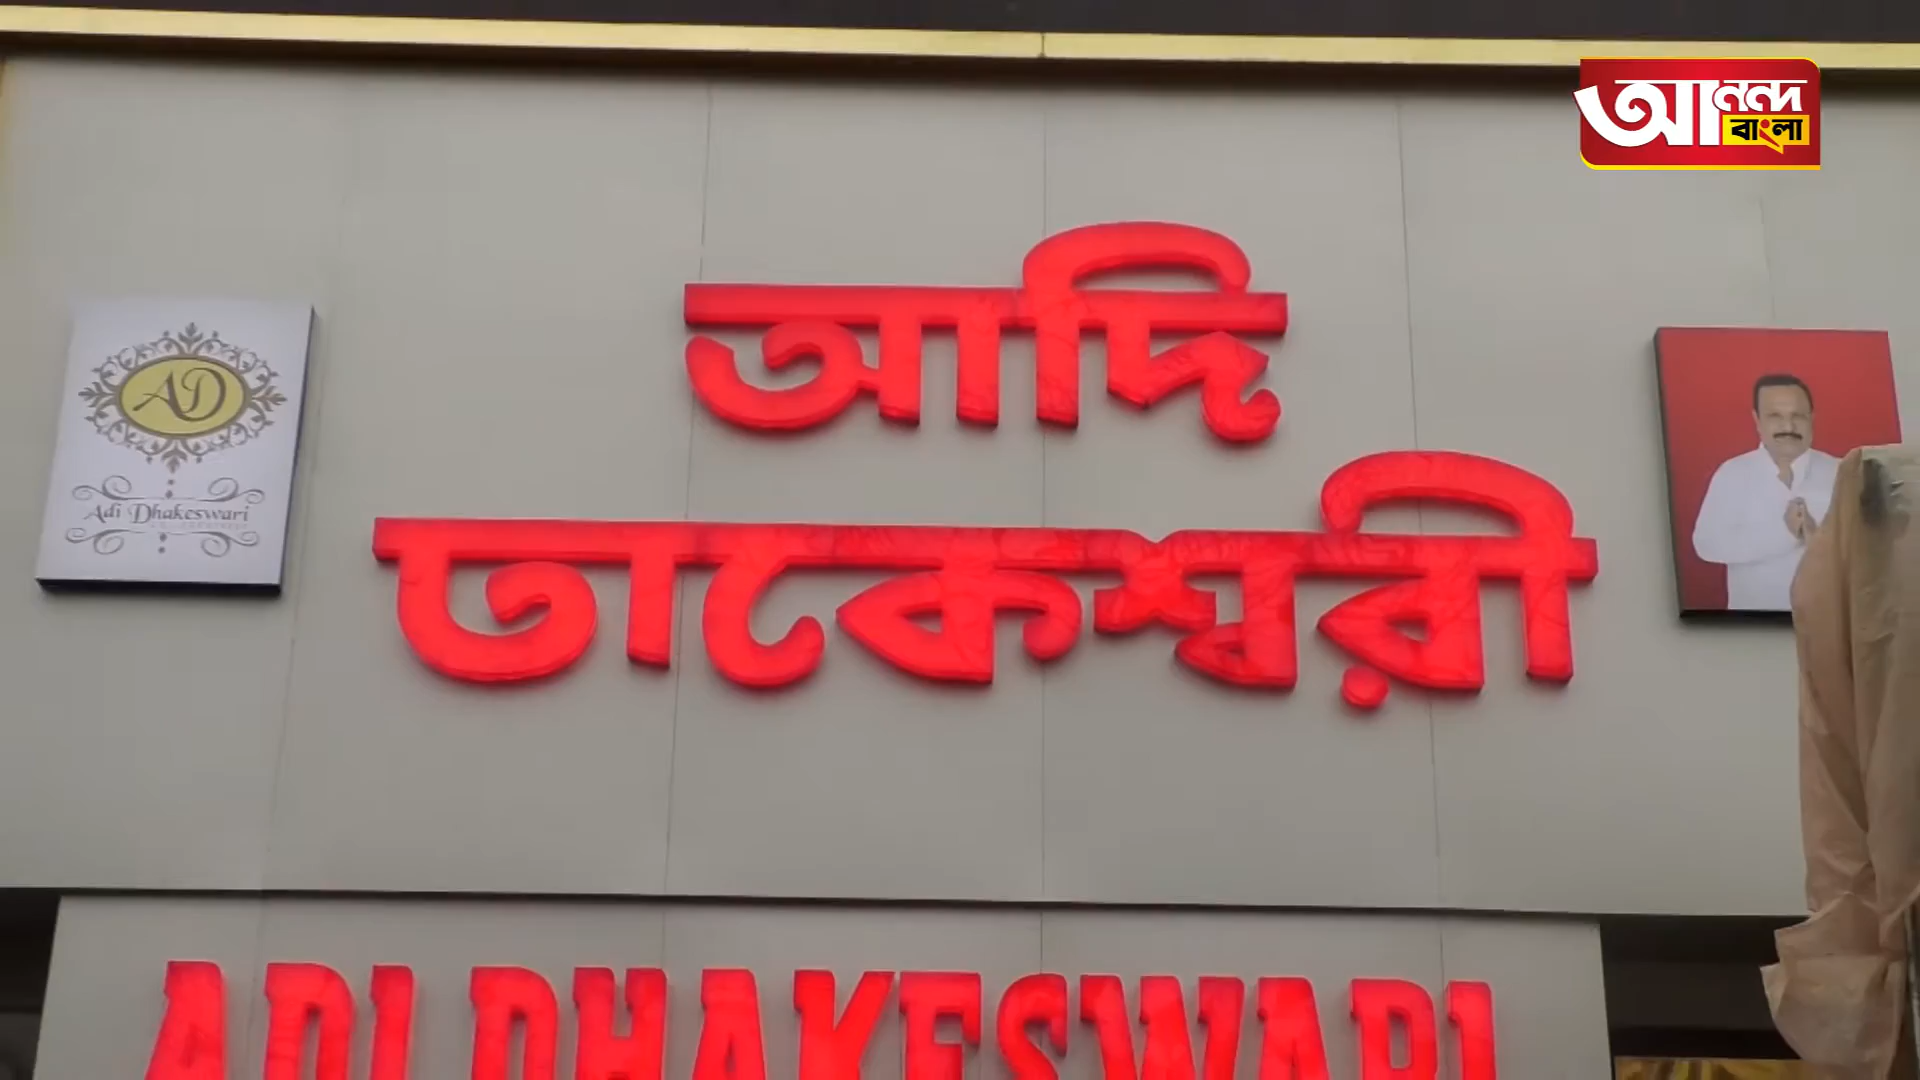 আনন্দ
বাংলা
আদি
ঢাকেশ্বরী
AD
Adi Dhakeswari
ADI DHAKESWARI